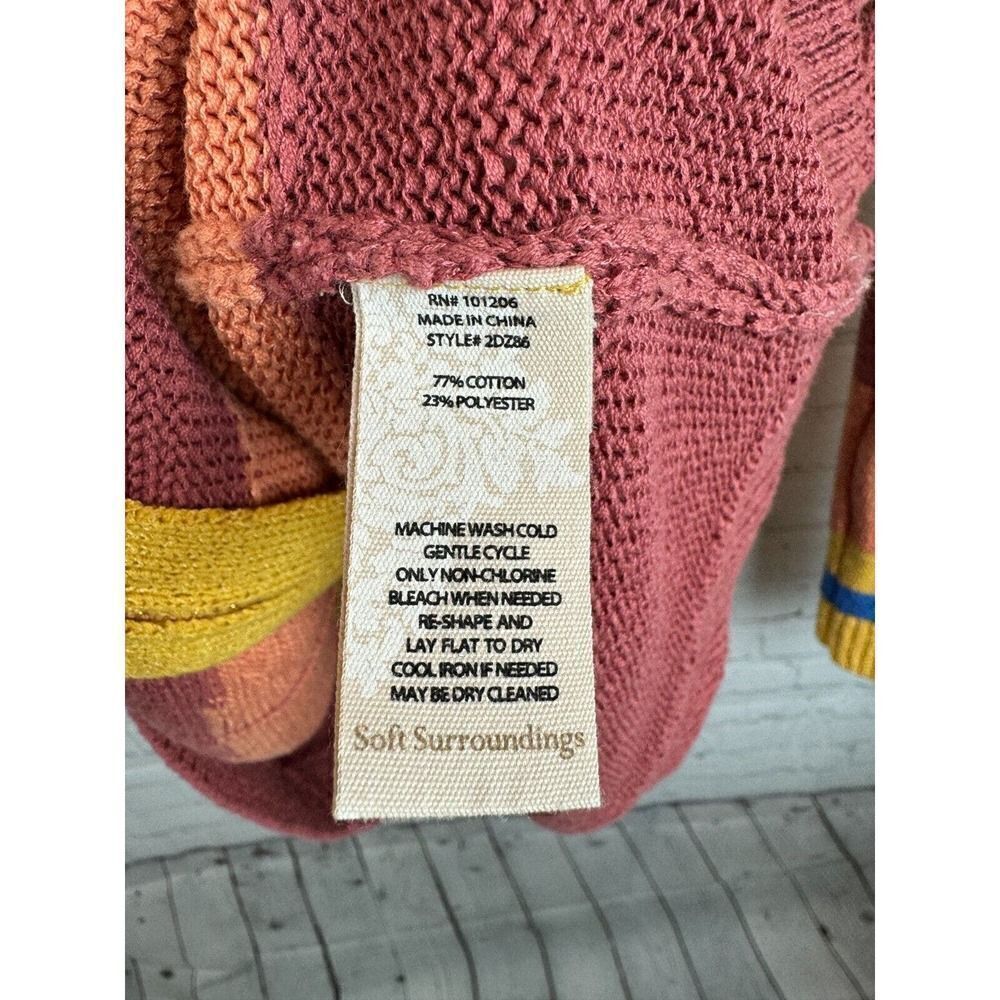 RN# 101206
MADE IN CHINA
STYLE# 2DZ86
77% COTTON
23% POLYESTER
MACHINE WASH COLD
GENTLE CYCLE
ONLY NON-CHLORINE
BLEACH WHEN NEEDED
RE-SHAPE AND
LAY FLAT TO DRY
COOL IRON IF NEEDED
MAY BE DRY CLEANED
Soft Surroundings